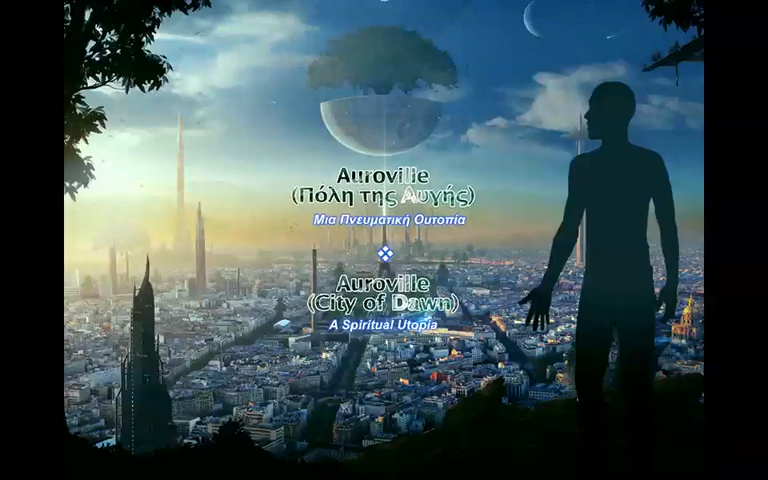 Auroville
(Πόλη της Αυγής)
Μια Πνευματική Ουτοπία
Auroville
(City of Dawn)
A Spiritual Utopia